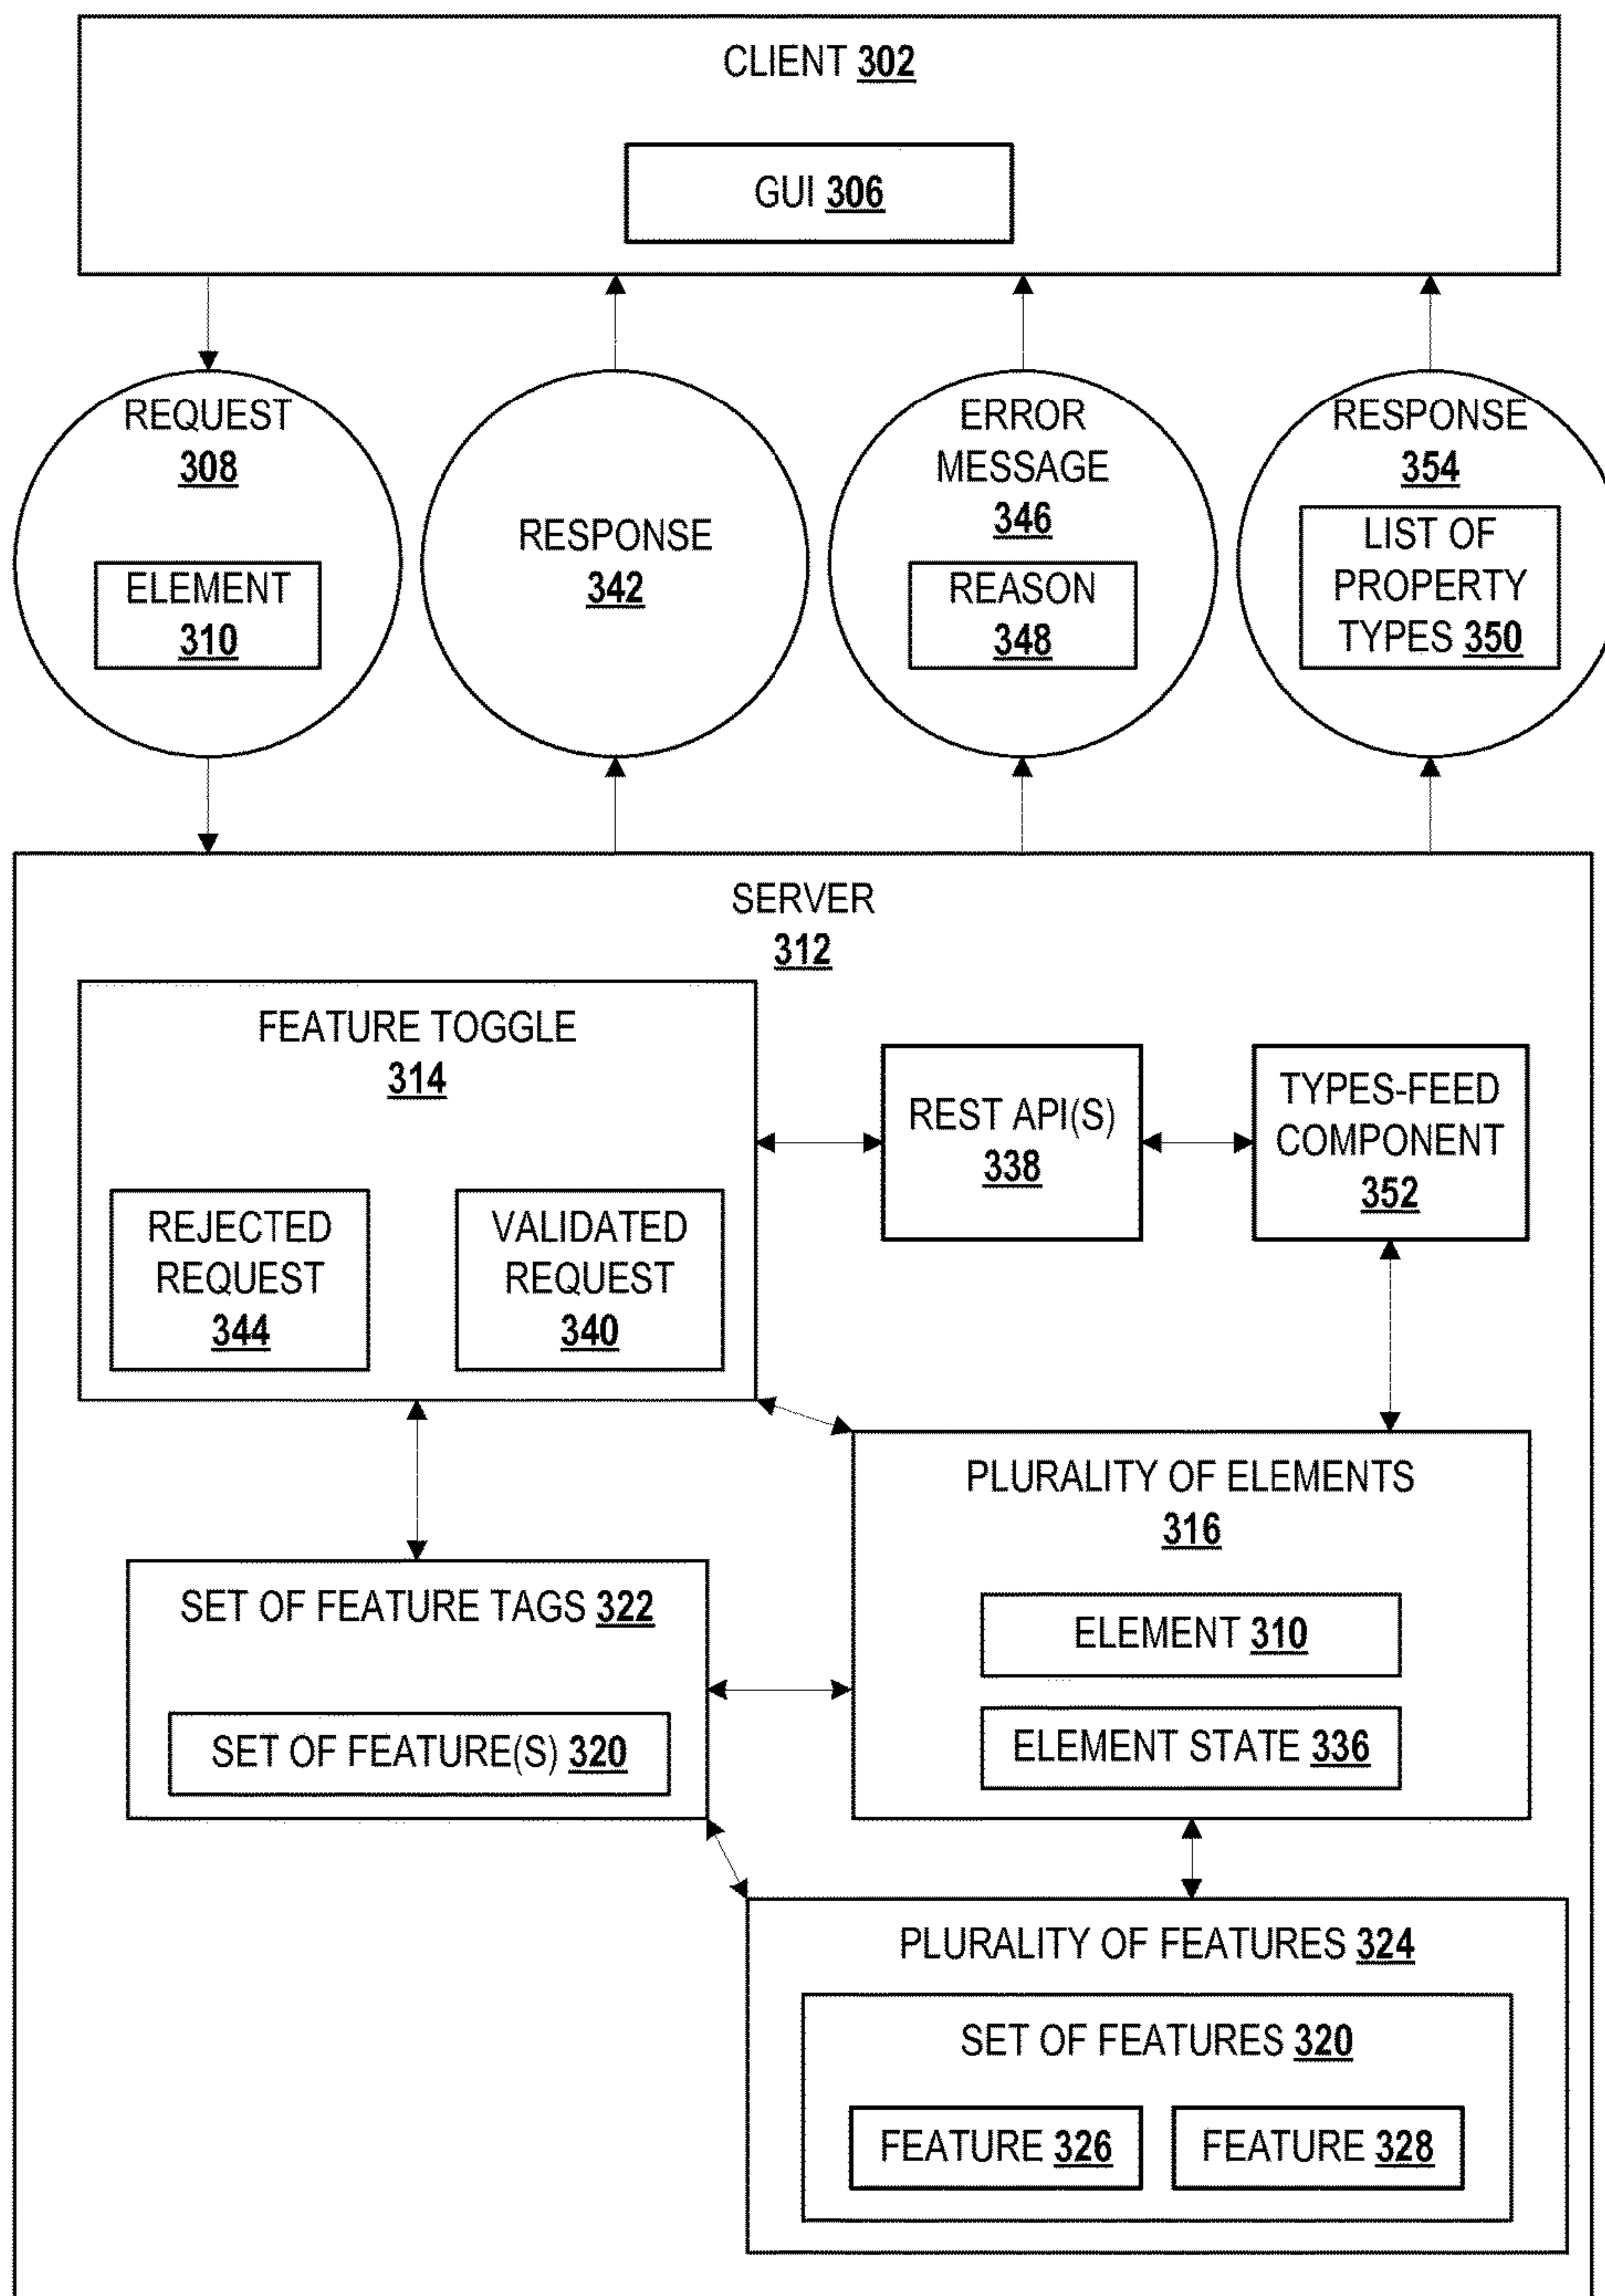 CLIENT 302
GUI 306
REQUEST
308
ELEMENT
310
RESPONSE
342
ERROR
MESSAGE
346
REASON
348
RESPONSE
354
LIST OF
PROPERTY
TYPES 350
SERVER
312
FEATURE TOGGLE
314
REJECTED
REQUEST
344
VALIDATED
REQUEST
340
REST API(S)
338
TYPES-FEED
COMPONENT
352
PLURALITY OF ELEMENTS
316
ELEMENT 310
ELEMENT STATE 336
SET OF FEATURE TAGS 322
SET OF FEATURE(S) 320
PLURALITY OF FEATURES 324
SET OF FEATURES 320
FEATURE 326
FEATURE 328